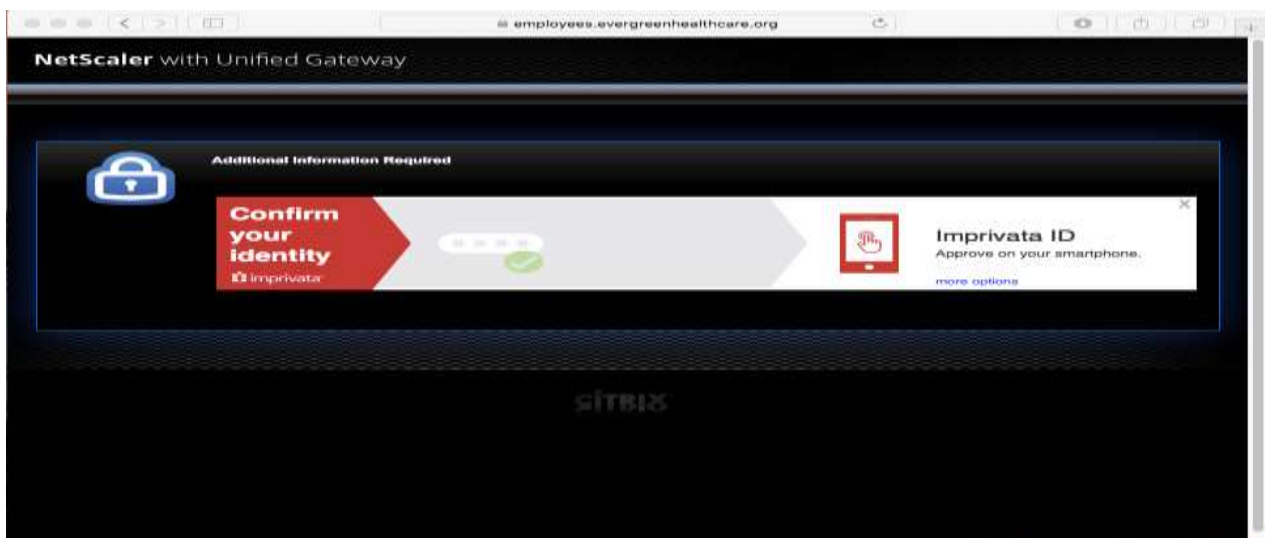 employees.evergreenhealthcare.org
NetScaler with Unified Gateway
Additional Information Required
Confirm
your
identity
imprivata
Imprivata ID
Approve on your smartphone.
more options
CITRIX